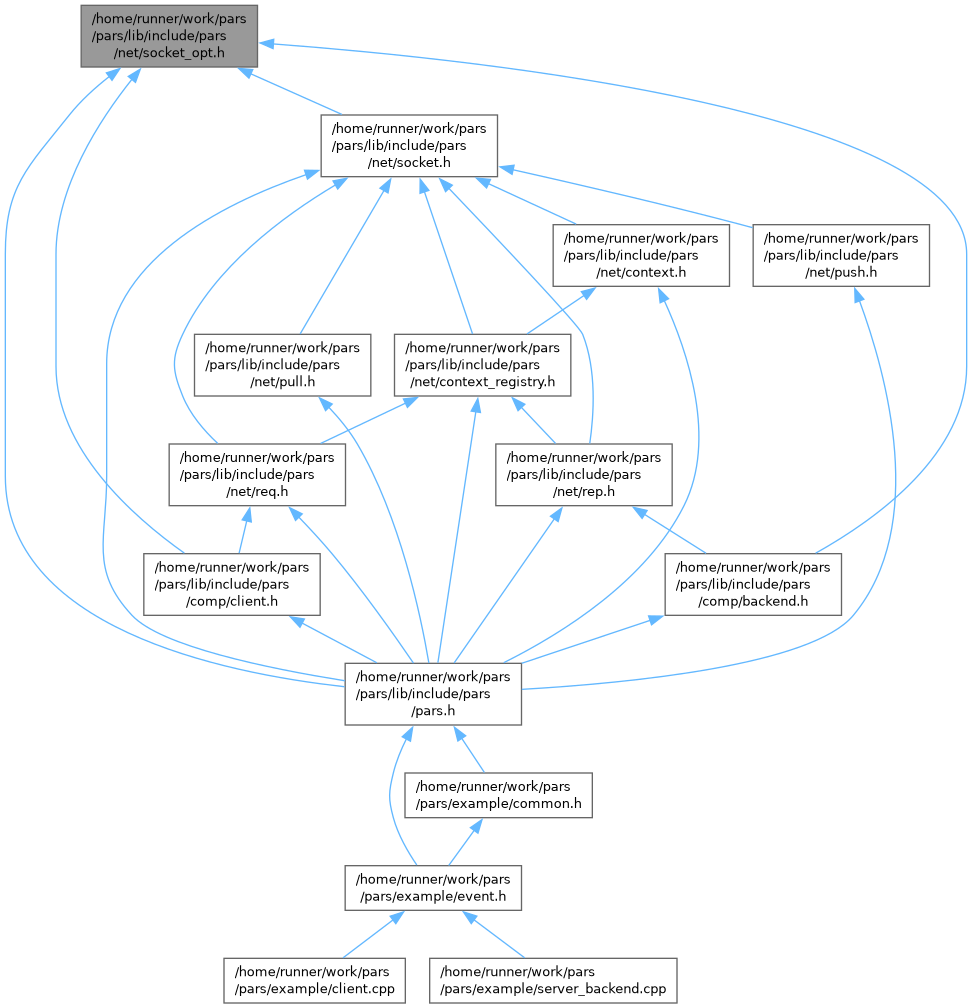 /home/runner/work/pars
/pars/lib/include/pars
/net/socket_opt.h
/home/runner/work/pars
/pars/lib/include/pars
/net/socket.h
/home/runner/work/pars
/pars/lib/include/pars
/net/context.h
/home/runner/work/pars
/pars/lib/include/pars
/net/push.h
/home/runner/work/pars
/pars/lib/include/pars
/net/pull.h
/home/runner/work/pars
/pars/lib/include/pars
/net/context_registry.h
/home/runner/work/pars
/pars/lib/include/pars
/net/req.h
/home/runner/work/pars
/pars/lib/include/pars
/net/rep.h
/home/runner/work/pars
/pars/lib/include/pars
/comp/client.h
/home/runner/work/pars
/pars/lib/include/pars
/comp/backend.h
/home/runner/work/pars
/pars/lib/include/pars
/pars.h
/home/runner/work/pars
/pars/example/common.h
/home/runner/work/pars
/pars/example/event.h
/home/runner/work/pars
/pars/example/client.cpp
/home/runner/work/pars
/pars/example/server_backend.cpp